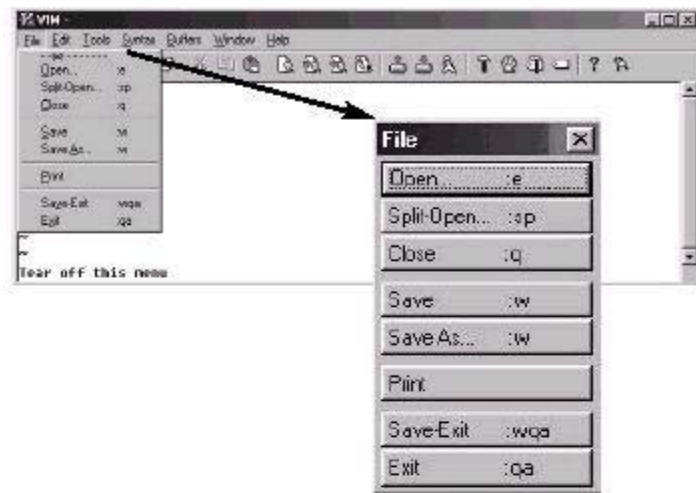 VIM -
File Edit Tools Syntax Buffers Window Help
Open... :e
Split-Open... :sp
Close :q
Save :w
Save As... :w
Print
Save-Exit :wqa
Exit :qa
~
~
Tear off this menu
File
Open... :e
Split-Open... :sp
Close :q
Save :w
Save As... :w
Print
Save-Exit :wqa
Exit :qa